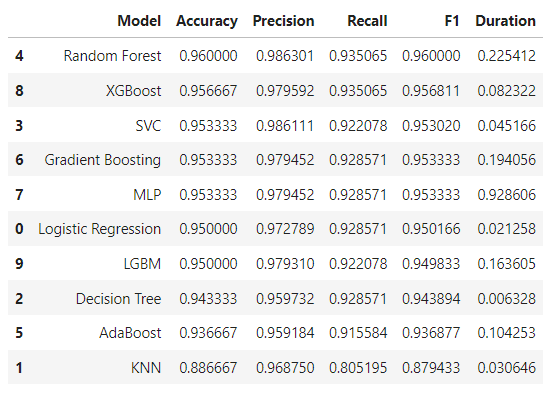 Model Accuracy Precision Recall F1 Duration
4 Random Forest 0.960000 0.986301 0.935065 0.960000 0.225412
8 XGBoost 0.956667 0.979592 0.935065 0.956811 0.082322
3 SVC 0.953333 0.986111 0.922078 0.953020 0.045166
6 Gradient Boosting 0.953333 0.979452 0.928571 0.953333 0.194056
7 MLP 0.953333 0.979452 0.928571 0.953333 0.928606
0 Logistic Regression 0.950000 0.972789 0.928571 0.950166 0.021258
9 LGBM 0.950000 0.979310 0.922078 0.949833 0.163605
2 Decision Tree 0.943333 0.959732 0.928571 0.943894 0.006328
5 AdaBoost 0.936667 0.959184 0.915584 0.936877 0.104253
1 KNN 0.886667 0.968750 0.805195 0.879433 0.030646